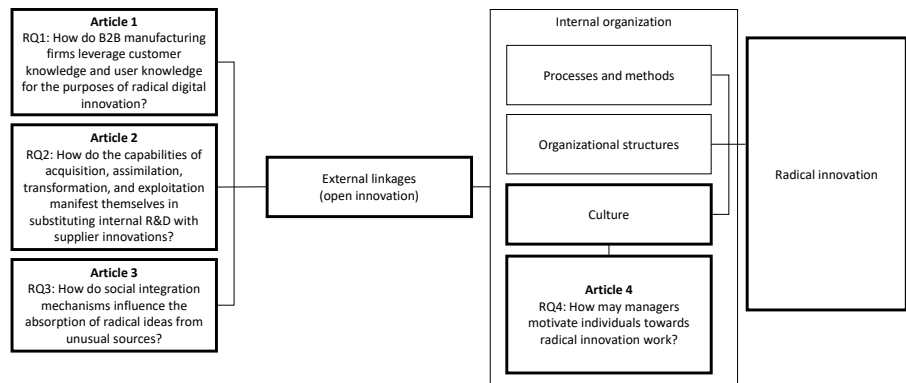 Article 1
RQ1: How do B2B manufacturing
firms leverage customer
knowledge and user knowledge
for the purposes of radical digital
innovation?
Article 2
RQ2: How do the capabilities of
acquisition, assimilation,
transformation, and exploitation
manifest themselves in
substituting internal R&D with
supplier innovations?
Article 3
RQ3: How do social integration
mechanisms influence the
absorption of radical ideas from
unusual sources?
External linkages
(open innovation)
Internal organization
Processes and methods
Organizational structures
Culture
Article 4
RQ4: How may managers
motivate individuals towards
radical innovation work?
Radical innovation